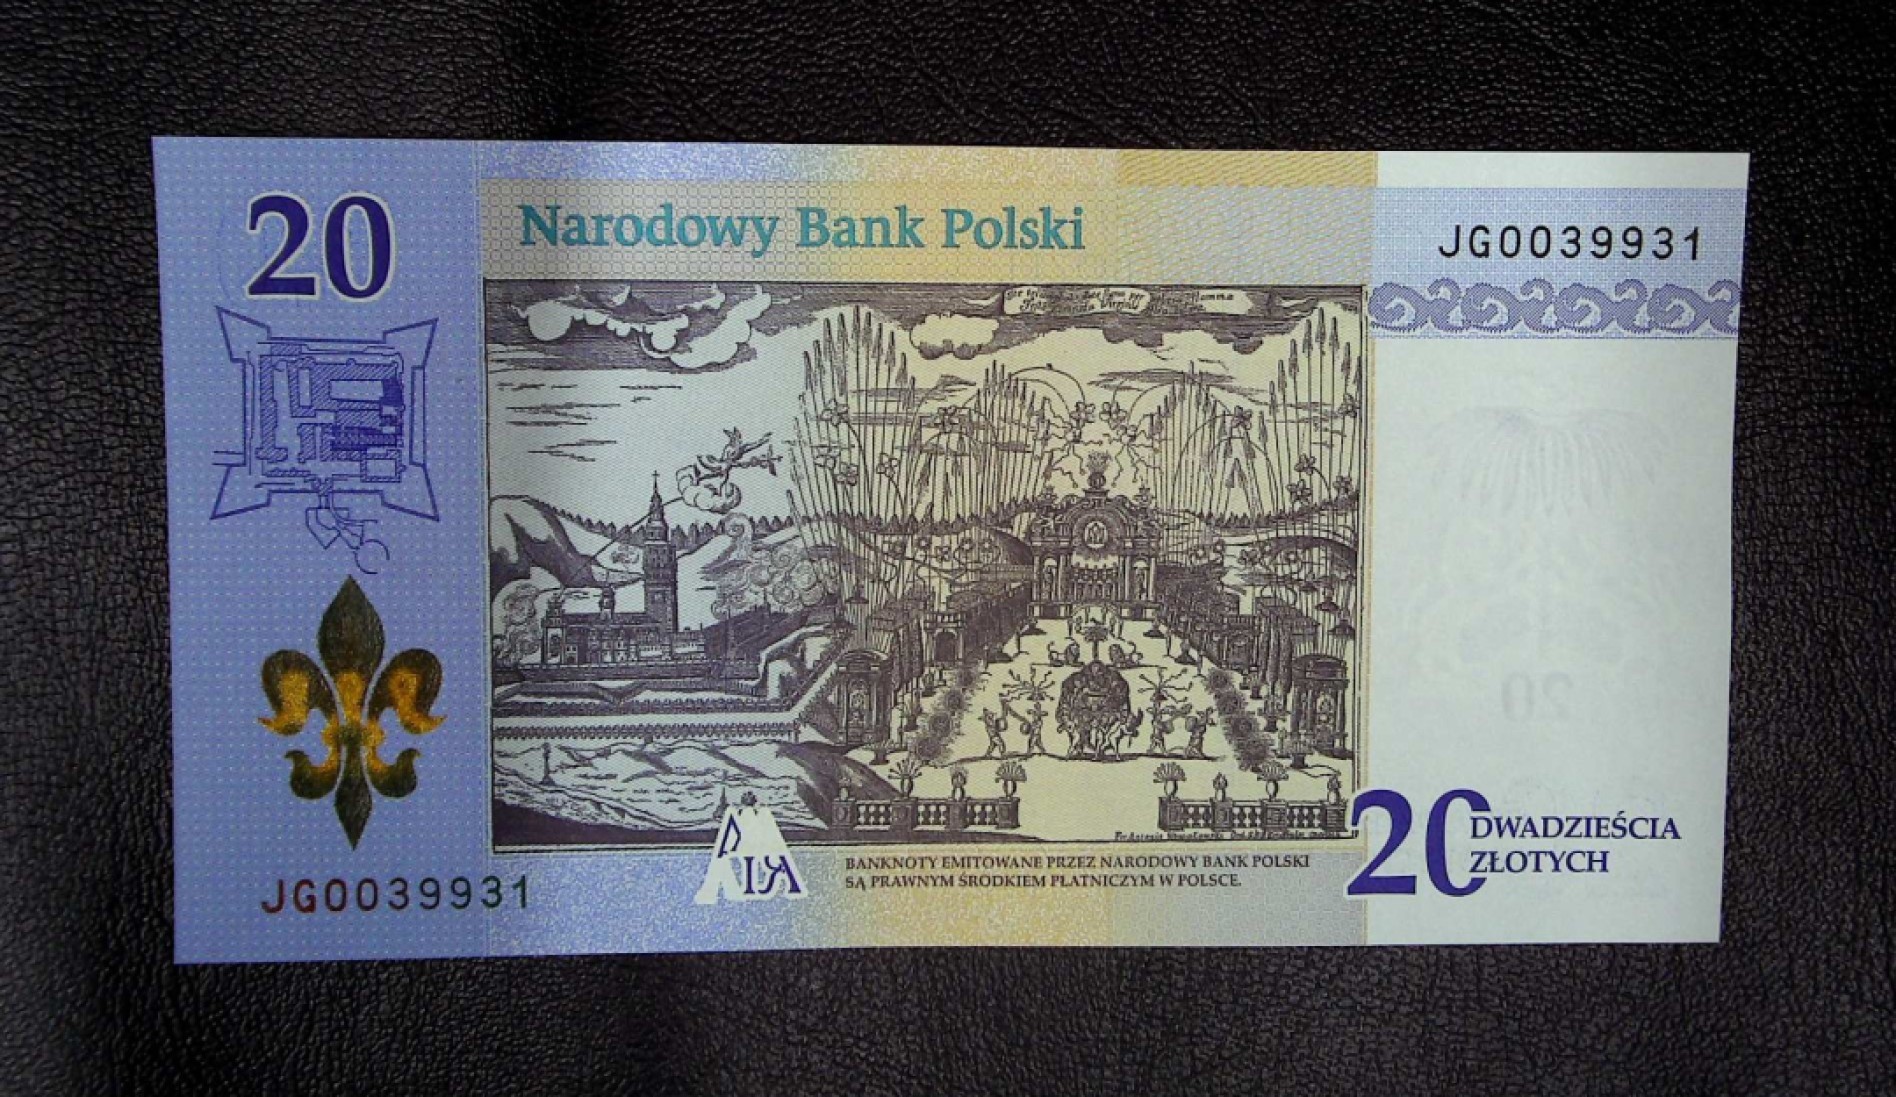 20
Narodowy Bank Polski
JG0039931
JG0039931
BANKNOTY EMITOWANE PRZEZ NARODOWY BANK POLSKI
SĄ PRAWNYM ŚRODKIEM PŁATNICZYM W POLSCE.
20 DWADZIEŚCIA
ZŁOTYCH
20